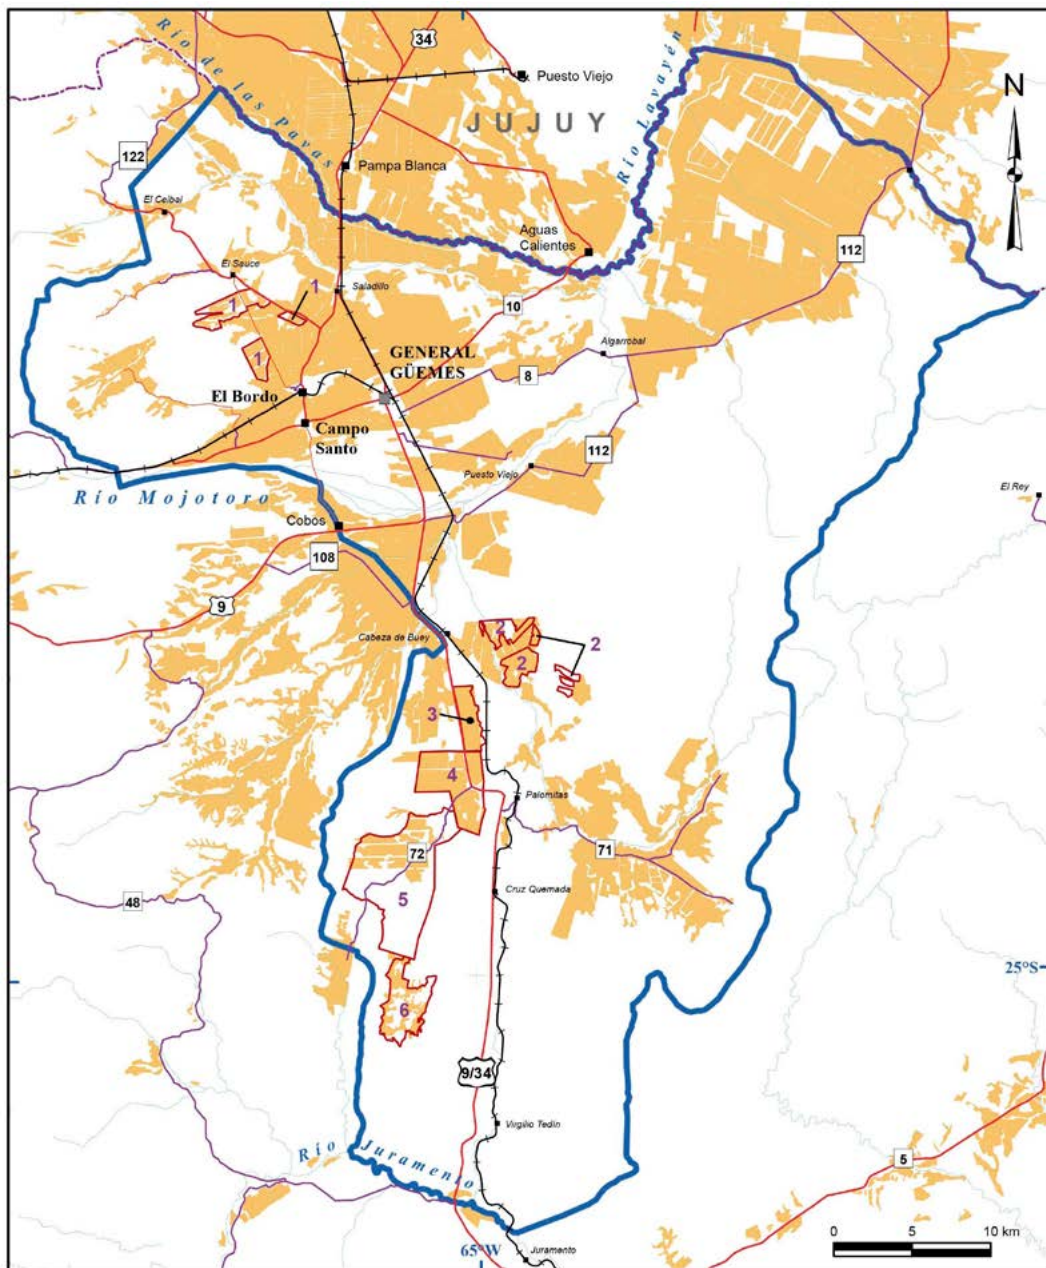 34
Puesto Viejo
Río de las Pavas
JUJUY
Río Lavayén
N
122
Pampa Blanca
El Ceibal
Aguas
Calientes
112
El Sauce
1
1
Saladillo
10
1
GENERAL
GÜEMES
Algarrobal
8
El Bordo
Campo
Santo
112
Puesto Viejo
Río Mojotoro
El Rey
Cobos
108
9
Cabeza de Buey
2
2
2
3
4
Palomitas
72
71
5
Cruz Quemada
48
25°S
6
9/34
Virgilio Tedín
Río Juramento
5
0
5
10 km
65°W
Juramento